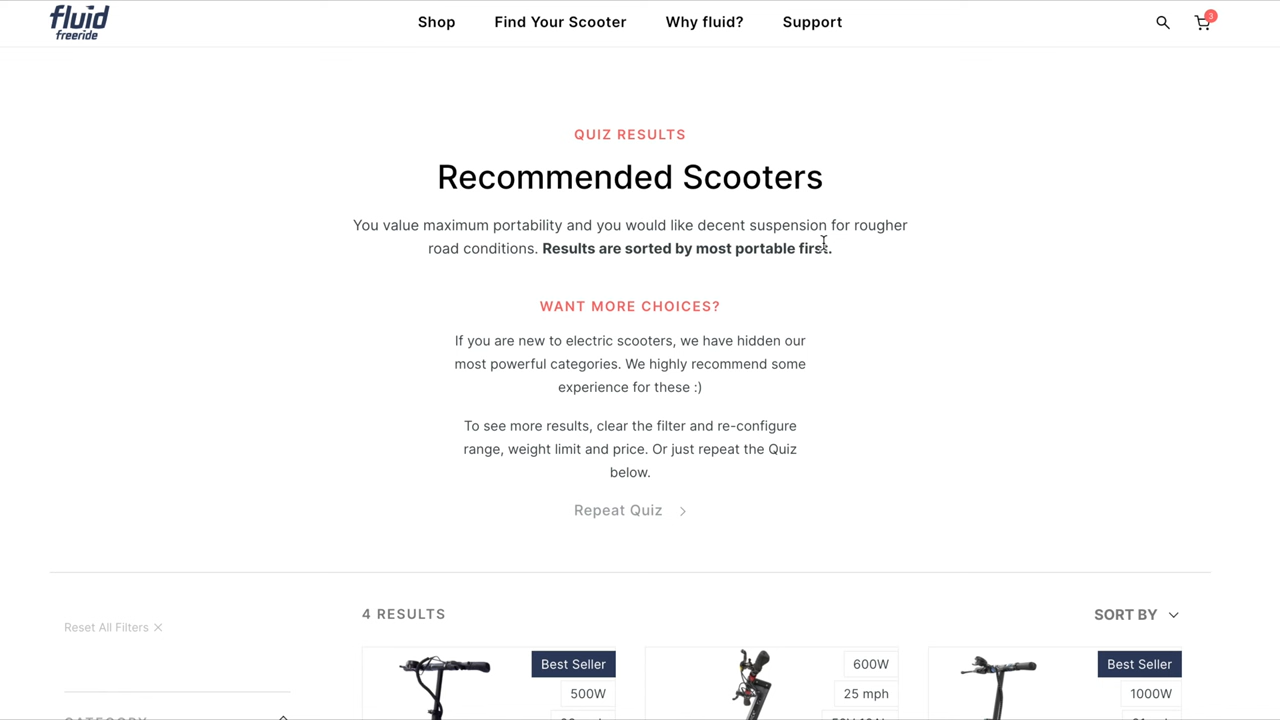 fluid
freeride
Shop
Find Your Scooter
Why fluid?
Support
3
QUIZ RESULTS
Recommended Scooters
You value maximum portability and you would like decent suspension for rougher
road conditions. Results are sorted by most portable first.
WANT MORE CHOICES?
If you are new to electric scooters, we have hidden our
most powerful categories. We highly recommend some
experience for these :)
To see more results, clear the filter and re-configure
range, weight limit and price. Or just repeat the Quiz
below.
Repeat Quiz
4 RESULTS
SORT BY
Reset All Filters
Best Seller
500W
600W
25 mph
Best Seller
1000W
CATEGORY